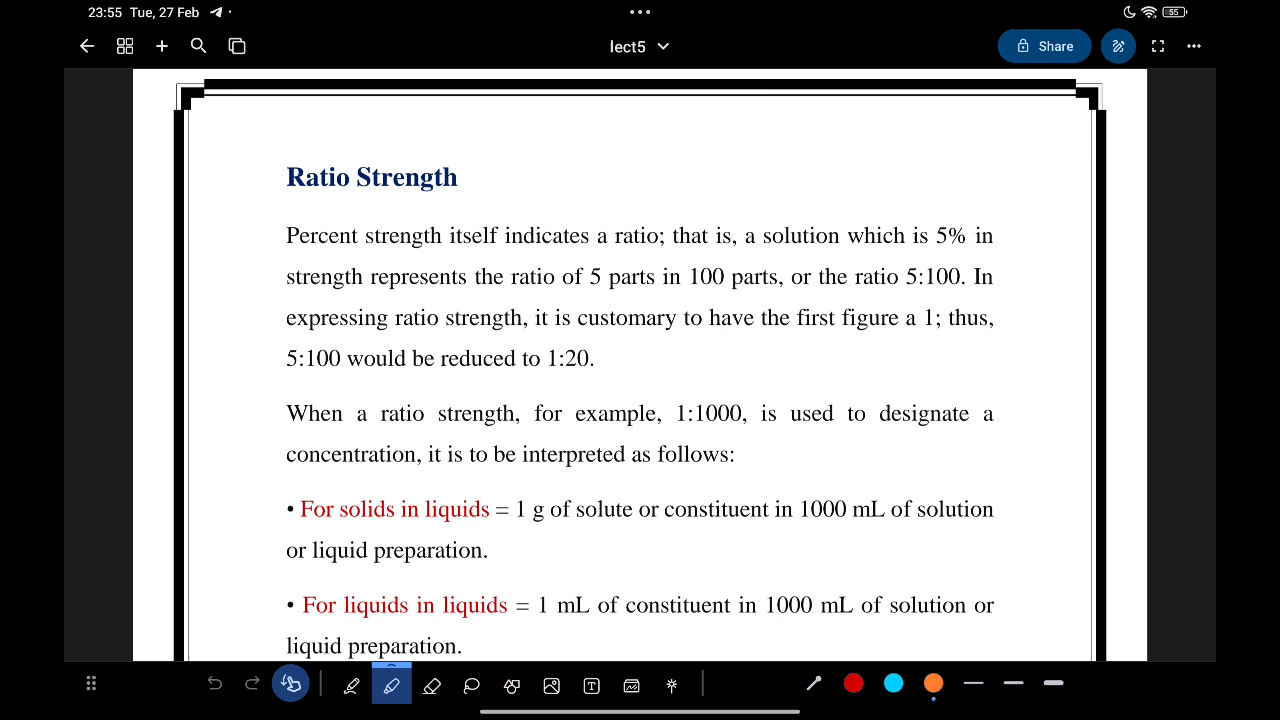 23:55 Tue, 27 Feb
55
lect5
Share
Ratio Strength
Percent strength itself indicates a ratio; that is, a solution which is 5% in
strength represents the ratio of 5 parts in 100 parts, or the ratio 5:100. In
expressing ratio strength, it is customary to have the first figure a 1; thus,
5:100 would be reduced to 1:20.
When a ratio strength, for example, 1:1000, is used to designate a
concentration, it is to be interpreted as follows:
• For solids in liquids = 1 g of solute or constituent in 1000 mL of solution
or liquid preparation.
• For liquids in liquids = 1 mL of constituent in 1000 mL of solution or
liquid preparation.